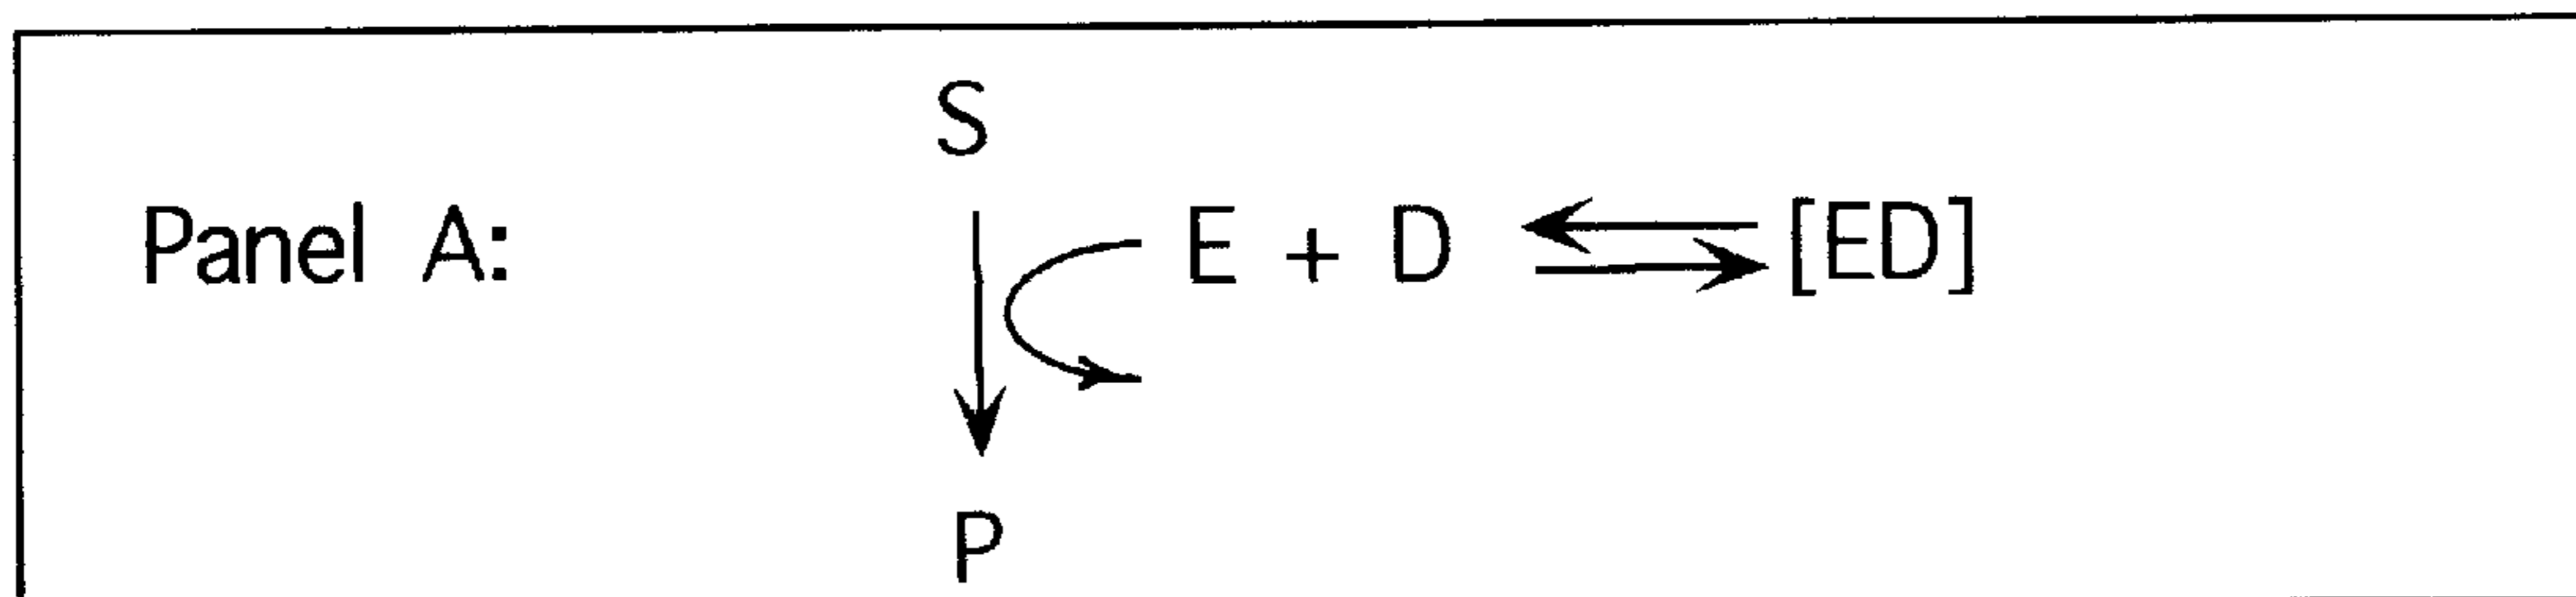 S
Panel A: E + D ⇌ [ED]
P